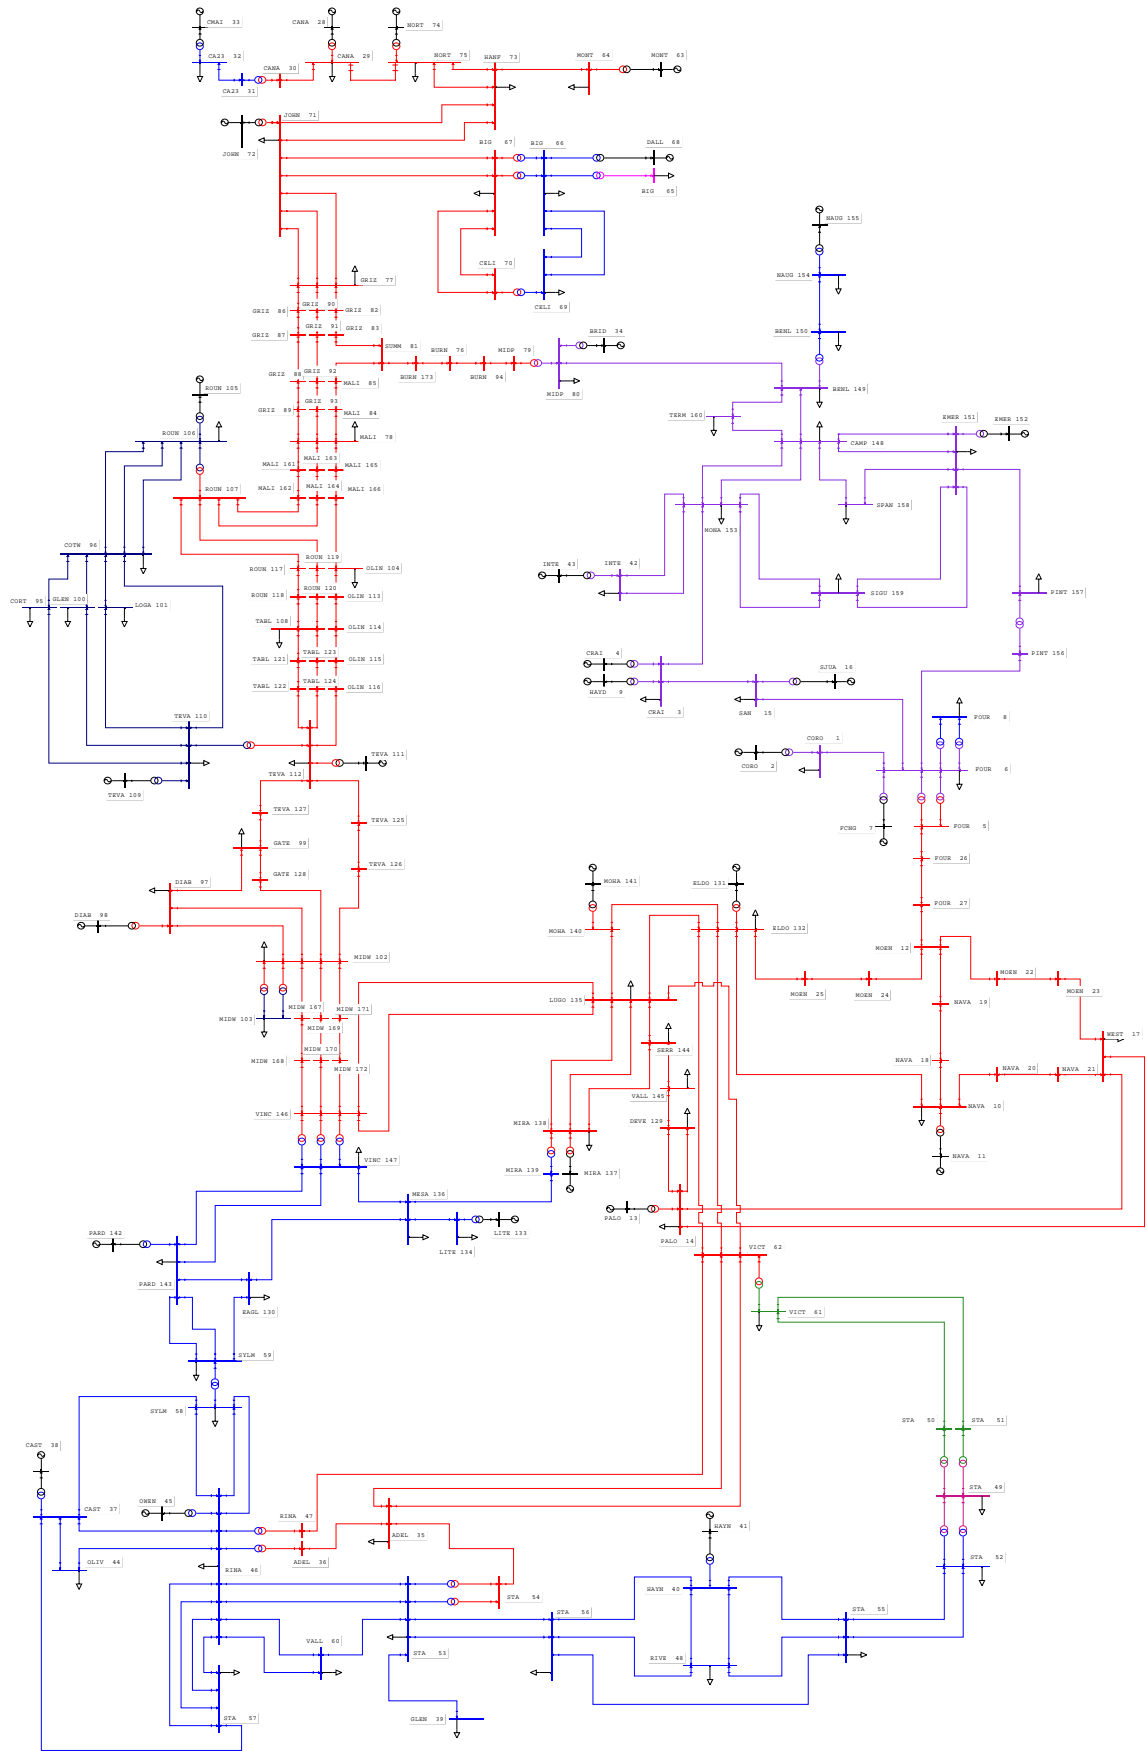 CMAI 33
CANA 28
NORT 74
CA23 32
CANA 29
NORT 75
HANF 73
MONT 64
MONT 63
CANA 30
CA23 31
JOHN 71
JOHN 72
BIG 67
BIG 66
DALL 68
BIG 65
NAUG 155
CELI 70
GRIZ 77
NAUG 154
CELI 69
GRIZ 90
GRIZ 86
GRIZ 82
GRIZ 91
GRIZ 83
GRIZ 87
BRID 34
BENL 150
SUMM 81
BURN 76
MIDP 79
GRIZ 92
GRIZ 88
BURN 173
BURN 94
MALI 85
ROUN 105
MIDP 80
BENL 149
GRIZ 93
GRIZ 89
MALI 84
TERM 160
EMER 151
EMER 152
ROUN 106
MALI 78
CAMP 148
MALI 163
MALI 161
MALI 165
ROUN 107
MALI 162
MALI 164
MALI 166
SPAN 158
MONA 153
COTW 96
ROUN 119
ROUN 117
OLIN 104
INTE 43
INTE 42
ROUN 120
ROUN 118
OLIN 113
SIGU 159
PINT 157
CORT 95
GLEN 100
LOGA 101
TABL 108
OLIN 114
TABL 123
TABL 121
OLIN 115
CRAI 4
PINT 156
SJUA 16
TABL 124
TABL 122
OLIN 116
HAYD 9
CRAI 3
SAN 15
TEVA 110
FOUR 8
CORO 1
TEVA 111
CORO 2
FOUR 6
TEVA 112
TEVA 109
TEVA 127
TEVA 125
FCNG 7
FOUR 5
GATE 99
FOUR 26
TEVA 126
GATE 128
DIAB 97
MOHA 141
ELDO 131
FOUR 27
DIAB 98
MOHA 140
ELDO 132
MOEN 12
MIDW 102
MOEN 22
MOEN 25
MOEN 24
MOEN 23
LOGO 135
NAVA 19
MIDW 167
MIDW 171
MIDW 103
MIDW 169
WEST 17
MIDW 170
SERR 144
MIDW 168
MIDW 172
NAVA 18
NAVA 20
NAVA 21
VALL 145
NAVA 10
VINC 146
DEVE 129
MIRA 138
VINC 147
MIRA 139
MIRA 137
NAVA 11
MESA 136
PALO 13
PARD 142
LITE 133
LITE 134
PALO 14
VICT 62
PARD 143
EAGL 130
VICT 61
SYLM 59
SYLM 58
STA 50
STA 51
CAST 38
STA 49
OWEN 45
CAST 37
RINA 47
ADEL 35
HAYN 41
OLIV 44
ADEL 36
RINA 46
STA 52
HAYN 40
STA 54
STA 56
STA 55
VALL 60
STA 53
RIVE 48
STA 57
GLEN 39